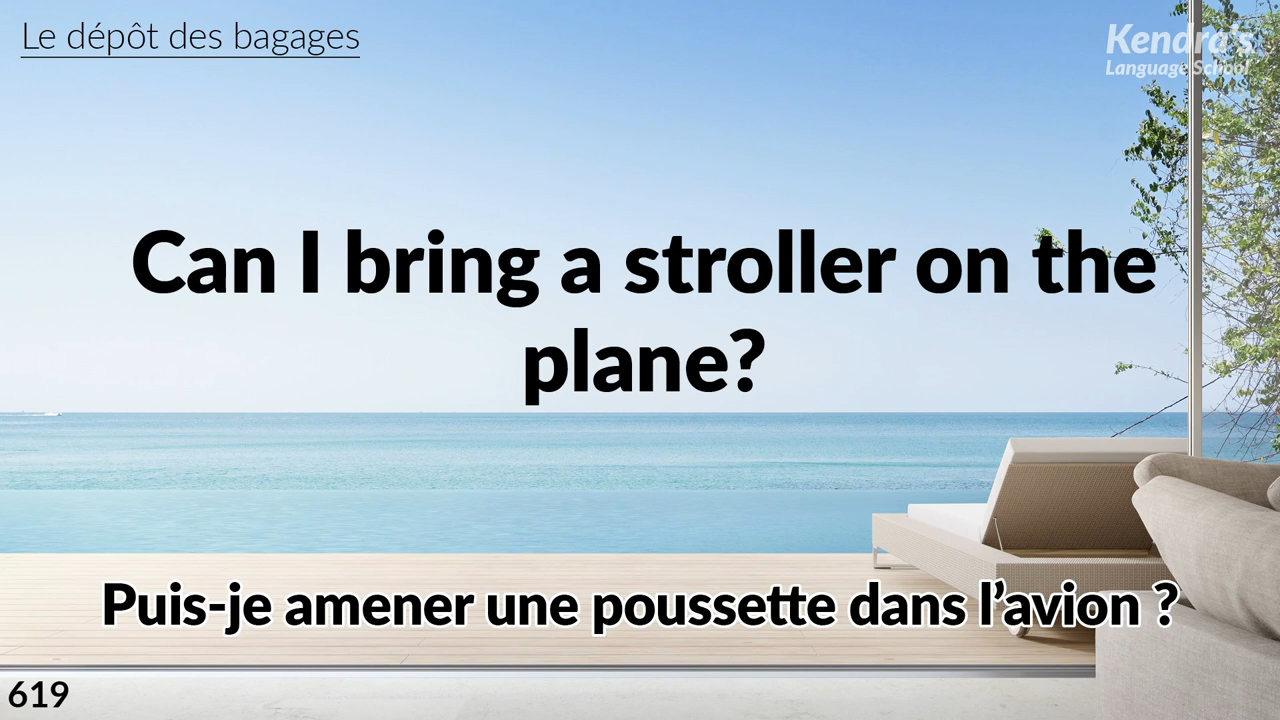 Le dépôt des bagages
Kendra's
Language School
Can I bring a stroller on the
plane?
Puis-je amener une poussette dans l’avion ?
619